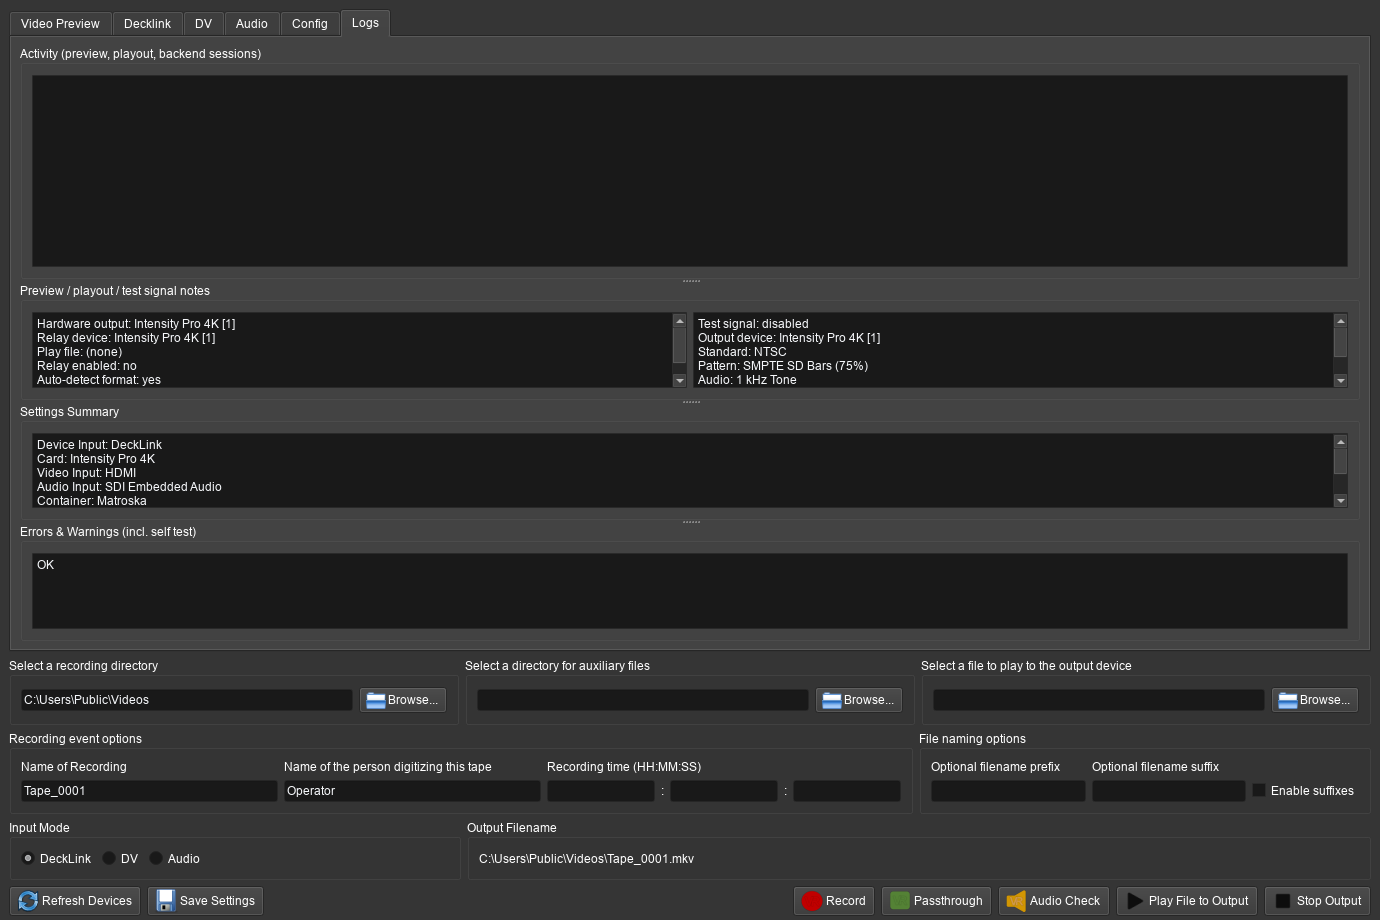 Video Preview Decklink DV Audio Config Logs
Activity (preview, playout, backend sessions)
Preview / playout / test signal notes
Hardware output: Intensity Pro 4K [1]
Relay device: Intensity Pro 4K [1]
Play file: (none)
Relay enabled: no
Auto-detect format: yes
Test signal: disabled
Output device: Intensity Pro 4K [1]
Standard: NTSC
Pattern: SMPTE SD Bars (75%)
Audio: 1 kHz Tone
Settings Summary
Device Input: DeckLink
Card: Intensity Pro 4K
Video Input: HDMI
Audio Input: SDI Embedded Audio
Container: Matroska
Errors & Warnings (incl. self test)
OK
Select a recording directory
C:\Users\Public\Videos Browse...
Select a directory for auxiliary files
Browse...
Select a file to play to the output device
Browse...
Recording event options
Name of Recording Name of the person digitizing this tape Recording time (HH:MM:SS)
Tape_0001 Operator : :
File naming options
Optional filename prefix Optional filename suffix
Enable suffixes
Input Mode
DeckLink DV Audio
Output Filename
C:\Users\Public\Videos\Tape_0001.mkv
Refresh Devices Save Settings Record Passthrough Audio Check Play File to Output Stop Output